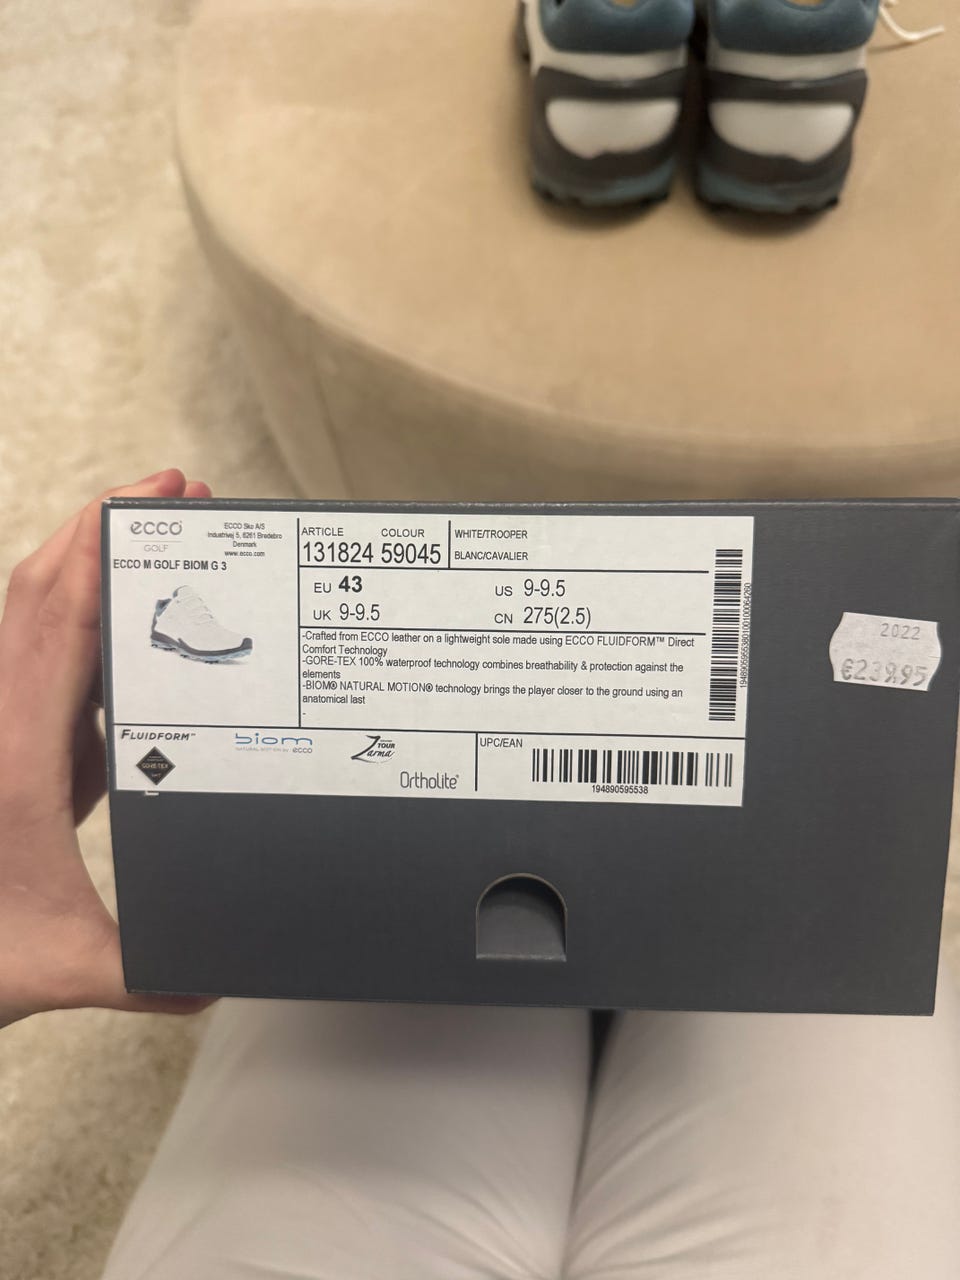 ecco
GOLF
ECCO Sko A/S
Industrivej 5, 6261 Bredebro
Denmark
www.ecco.com
ECCO M GOLF BIOM G 3
ARTICLE COLOUR
131824 59045
WHITE/TROOPER
BLANC/CAVALIER
EU 43
US 9-9.5
UK 9-9.5
CN 275(2.5)
-Crafted from ECCO leather on a lightweight sole made using ECCO FLUIDFORM™ Direct
Comfort Technology
-GORE-TEX 100% waterproof technology combines breathability & protection against the
elements
-BIOM® NATURAL MOTION® technology brings the player closer to the ground using an
anatomical last
-
FLUIDFORM™
GORE-TEX
biom
NATURAL MOTION by ecco
TOUR
Zarma
Ortholite®
UPC/EAN
194890595538
2022
€239.95